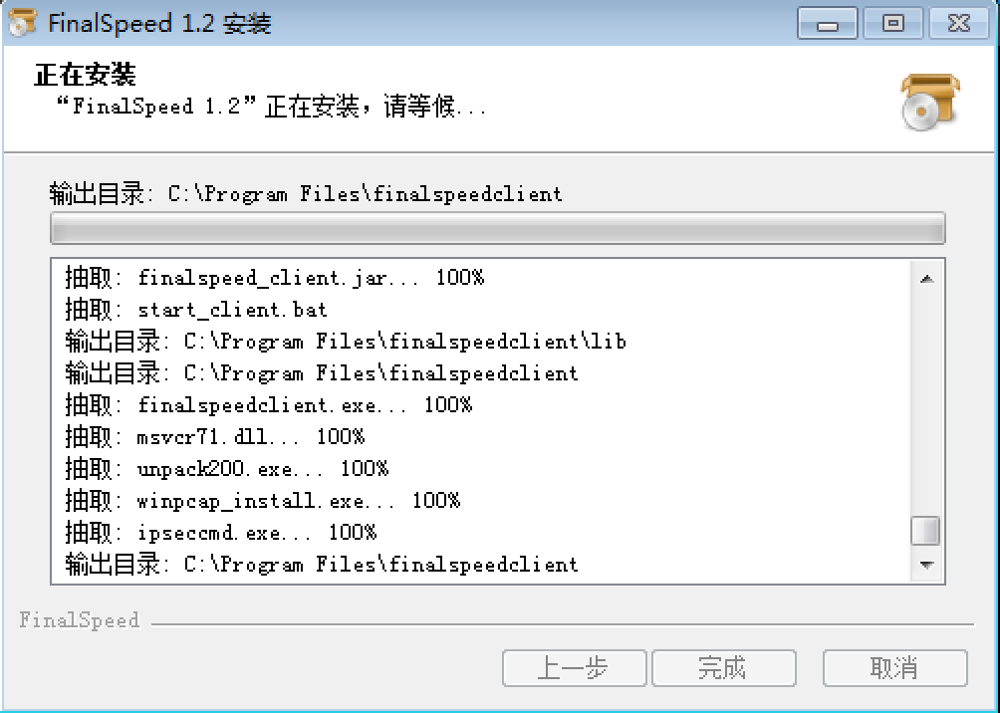 FinalSpeed 1.2 安装
正在安装
“FinalSpeed 1.2”正在安装，请等候...
输出目录: C:\Program Files\finalspeedclient
抽取: finalspeed_client.jar... 100%
抽取: start_client.bat
输出目录: C:\Program Files\finalspeedclient\lib
输出目录: C:\Program Files\finalspeedclient
抽取: finalspeedclient.exe... 100%
抽取: msvcr71.dll... 100%
抽取: unpack200.exe... 100%
抽取: winpcap_install.exe... 100%
抽取: ipseccmd.exe... 100%
输出目录: C:\Program Files\finalspeedclient
FinalSpeed
上一步 完成 取消